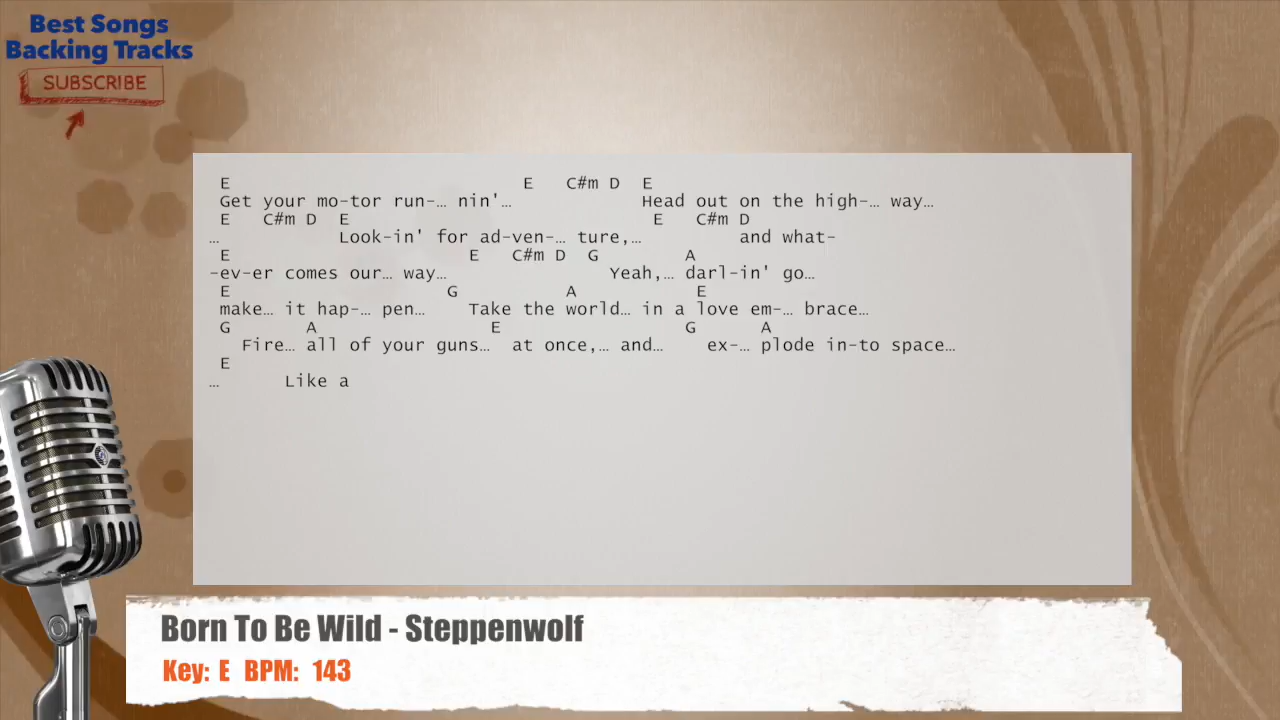 Best Songs
Backing Tracks
SUBSCRIBE
E E C#m D E
Get your mo-tor run-… nin'… Head out on the high-… way…
E C#m D E E C#m D
… Look-in' for ad-ven-… ture,… and what-
E E C#m D G A
-ev-er comes our… way… Yeah,… darl-in' go…
E G A E
make… it hap-… pen… Take the world… in a love em-… brace…
G A E G A
Fire… all of your guns… at once,… and… ex-… plode in-to space…
E
… Like a
Born To Be Wild - Steppenwolf
Key: E BPM: 143